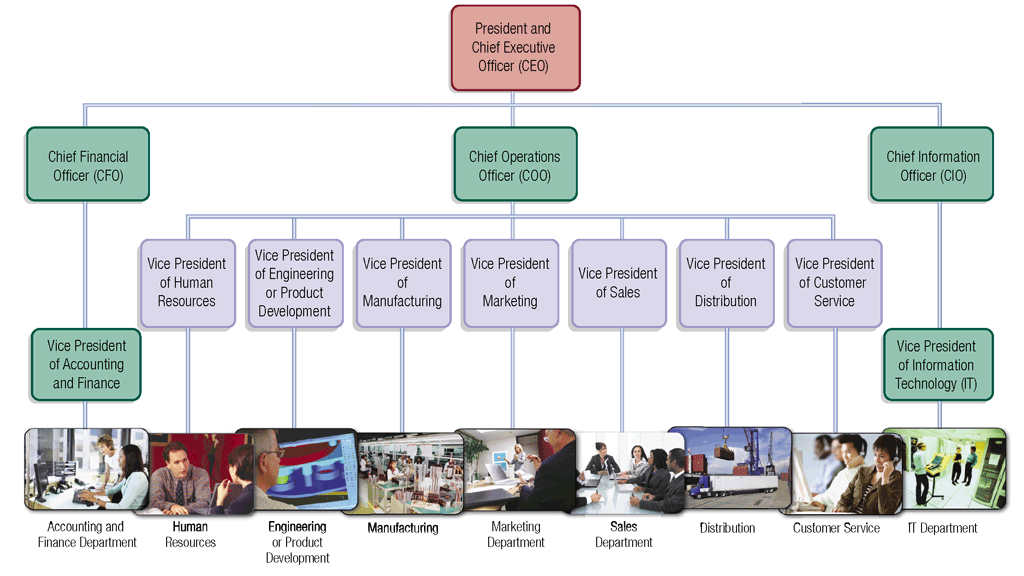 President and
Chief Executive
Officer (CEO)
Chief Financial
Officer (CFO)
Chief Operations
Officer (COO)
Chief Information
Officer (CIO)
Vice President
of Human
Resources
Vice President
of Engineering
or Product
Development
Vice President
of
Manufacturing
Vice President
of
Marketing
Vice President
of Sales
Vice President
of
Distribution
Vice President
of Customer
Service
Vice President
of Accounting
and Finance
Vice President
of Information
Technology (IT)
Accounting and
Finance Department
Human
Resources
Engineering
or Product
Development
Manufacturing
Marketing
Department
Sales
Department
Distribution
Customer Service
IT Department